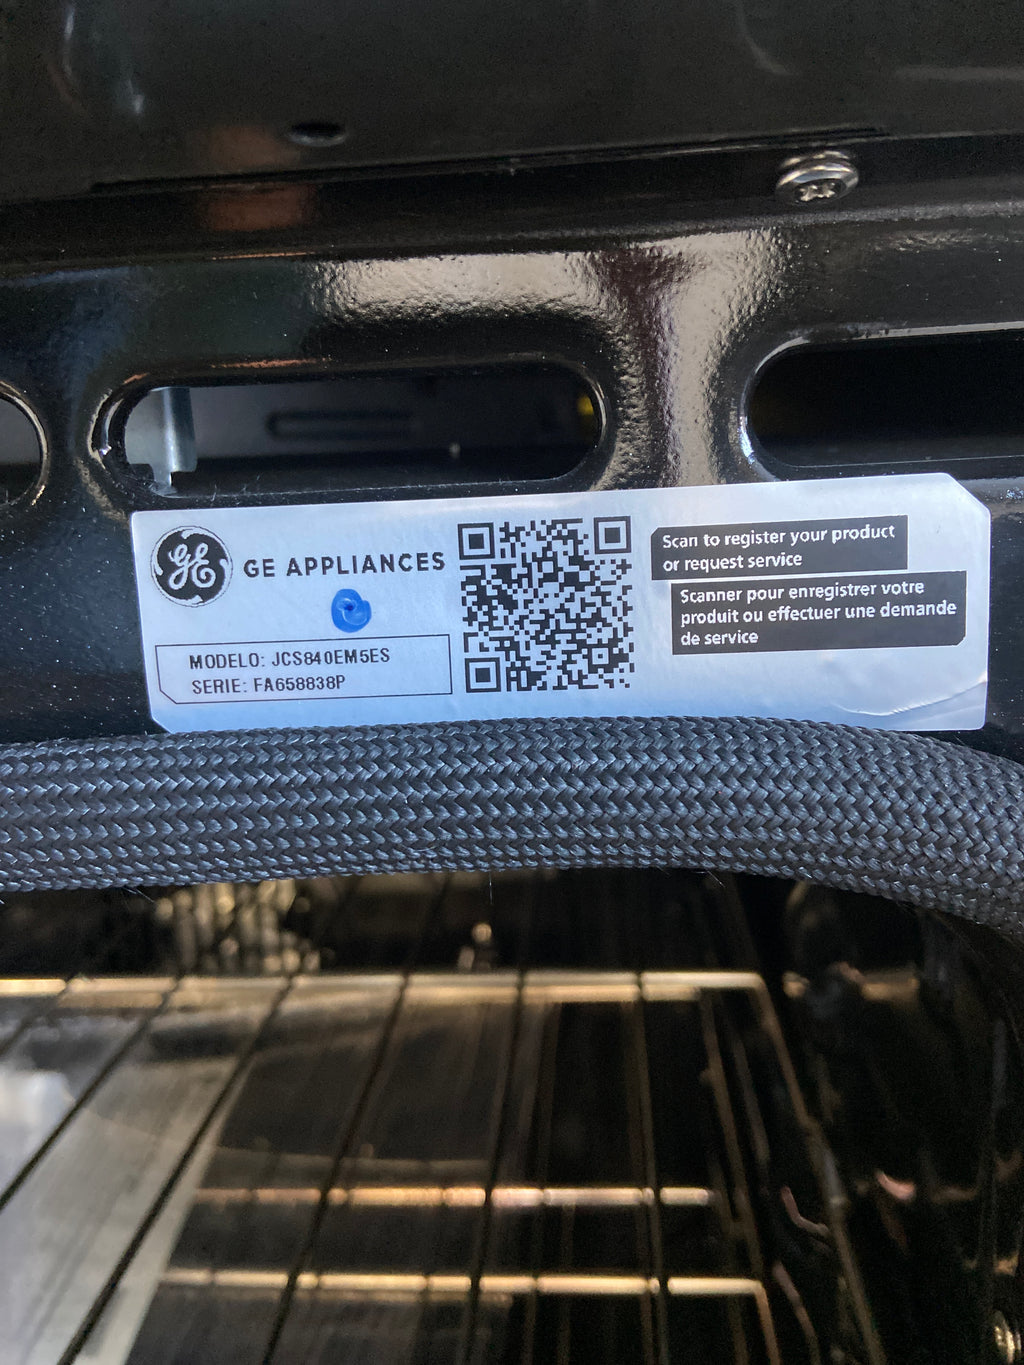 GE
GE APPLIANCES
MODELO: JCS840EM5ES
SERIE: FA658838P
Scan to register your product
or request service
Scanner pour enregistrer votre
produit ou effectuer une demande
de service